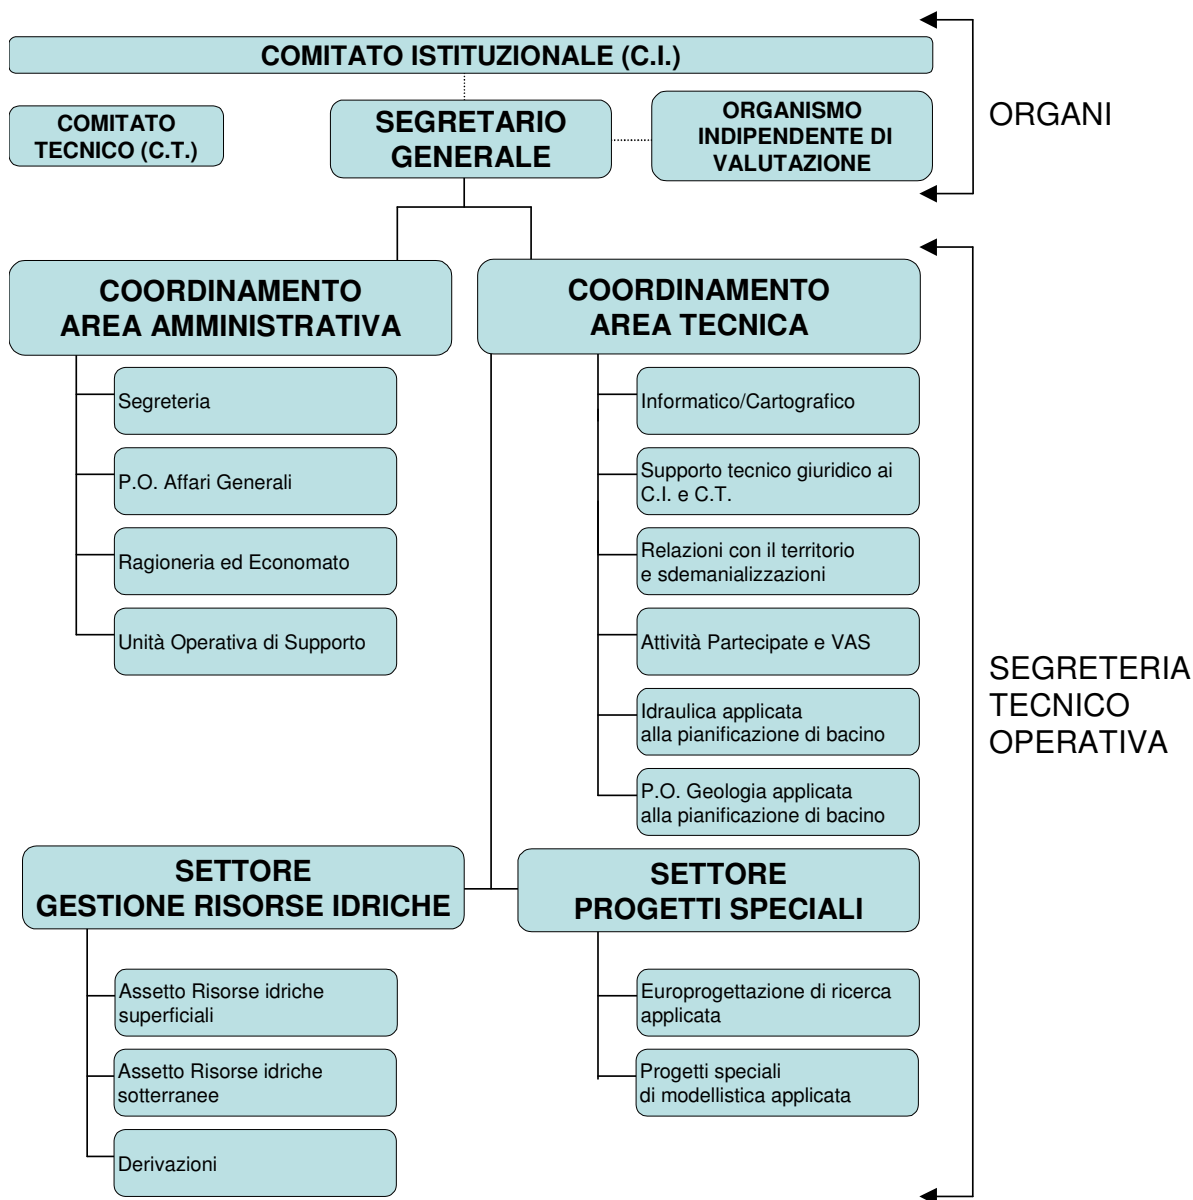 COMITATO ISTITUZIONALE (C.I.)
COMITATO
TECNICO (C.T.)
SEGRETARIO
GENERALE
ORGANISMO
INDIPENDENTE DI
VALUTAZIONE
ORGANI
COORDINAMENTO
AREA AMMINISTRATIVA
Segreteria
P.O. Affari Generali
Ragioneria ed Economato
Unità Operativa di Supporto
COORDINAMENTO
AREA TECNICA
Informatico/Cartografico
Supporto tecnico giuridico ai
C.I. e C.T.
Relazioni con il territorio
e sdemanializzazioni
Attività Partecipate e VAS
Idraulica applicata
alla pianificazione di bacino
P.O. Geologia applicata
alla pianificazione di bacino
SEGRETERIA
TECNICO
OPERATIVA
SETTORE
GESTIONE RISORSE IDRICHE
Assetto Risorse idriche
superficiali
Assetto Risorse idriche
sotterranee
Derivazioni
SETTORE
PROGETTI SPECIALI
Europrogettazione di ricerca
applicata
Progetti speciali
di modellistica applicata